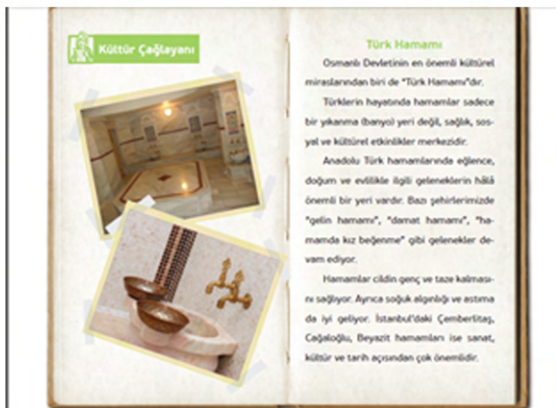 Kültür Çağlayanı
Türk Hamamı
Osmanlı Devletinin en önemli kültürel
miraslarından biri de "Türk Hamamı"dır.
Türklerin hayatında hamamlar sadece
bir yıkanma (banyo) yeri değil, sağlık, sos-
yal ve kültürel etkinlikler merkezidir.
Anadolu Türk hamamlarında eğlence,
doğum ve evlilikle ilgili geleneklerin hâlâ
önemli bir yeri vardır. Bazı şehirlerimizde
"gelin hamamı", "damat hamamı", "ha-
mamda kız beğenme" gibi gelenekler de-
vam ediyor.
Hamamlar cildin genç ve taze kalması-
nı sağlıyor. Ayrıca soğuk algınlığı ve astıma
da iyi geliyor. İstanbul'daki Çemberlitaş,
Cağaloğlu, Beyazit hamamları ise sanat,
kültür ve tarih açısından çok önemlidir.